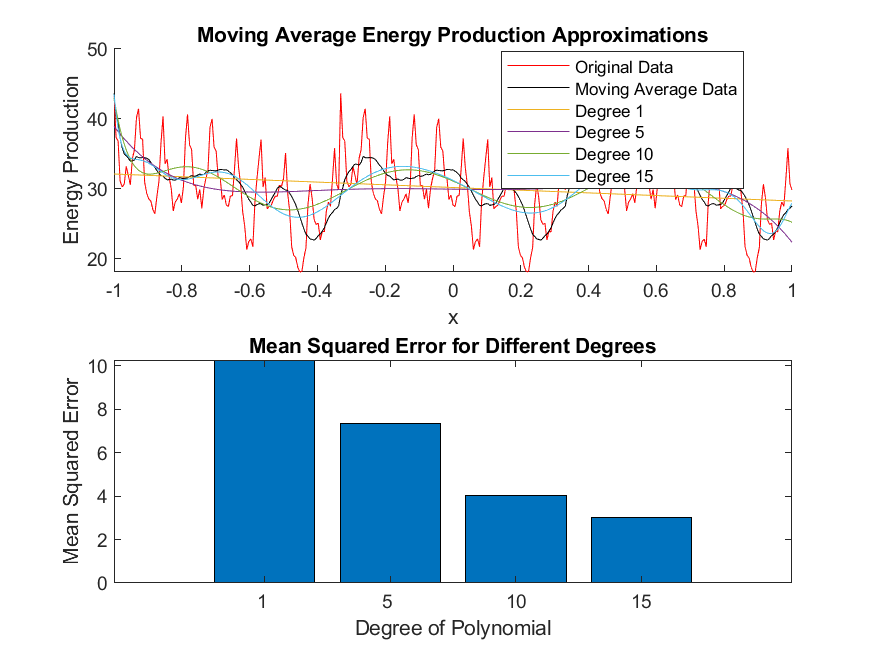 Moving Average Energy Production Approximations
Energy Production
50
40
30
20
Original Data
Moving Average Data
Degree 1
Degree 5
Degree 10
Degree 15
-1 -0.8 -0.6 -0.4 -0.2 0 0.2 0.4 0.6 0.8 1
x
Mean Squared Error for Different Degrees
Mean Squared Error
10
8
6
4
2
0
1 5 10 15
Degree of Polynomial